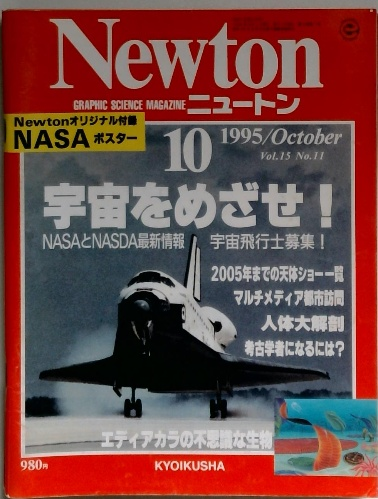 Newton
GRAPHIC SCIENCE MAGAZINE ニュートン
Newtonオリジナル付録
NASA ポスター
10
1995/October
Vol.15 No.11
宇宙をめざせ!
NASAとNASDA最新情報 宇宙飛行士募集!
2005年までの天体ショー一覧
マルチメディア都市訪問
人体大解剖
考古学者になるには?
エディアカラの不思議な生物
980円
KYOIKUSHA